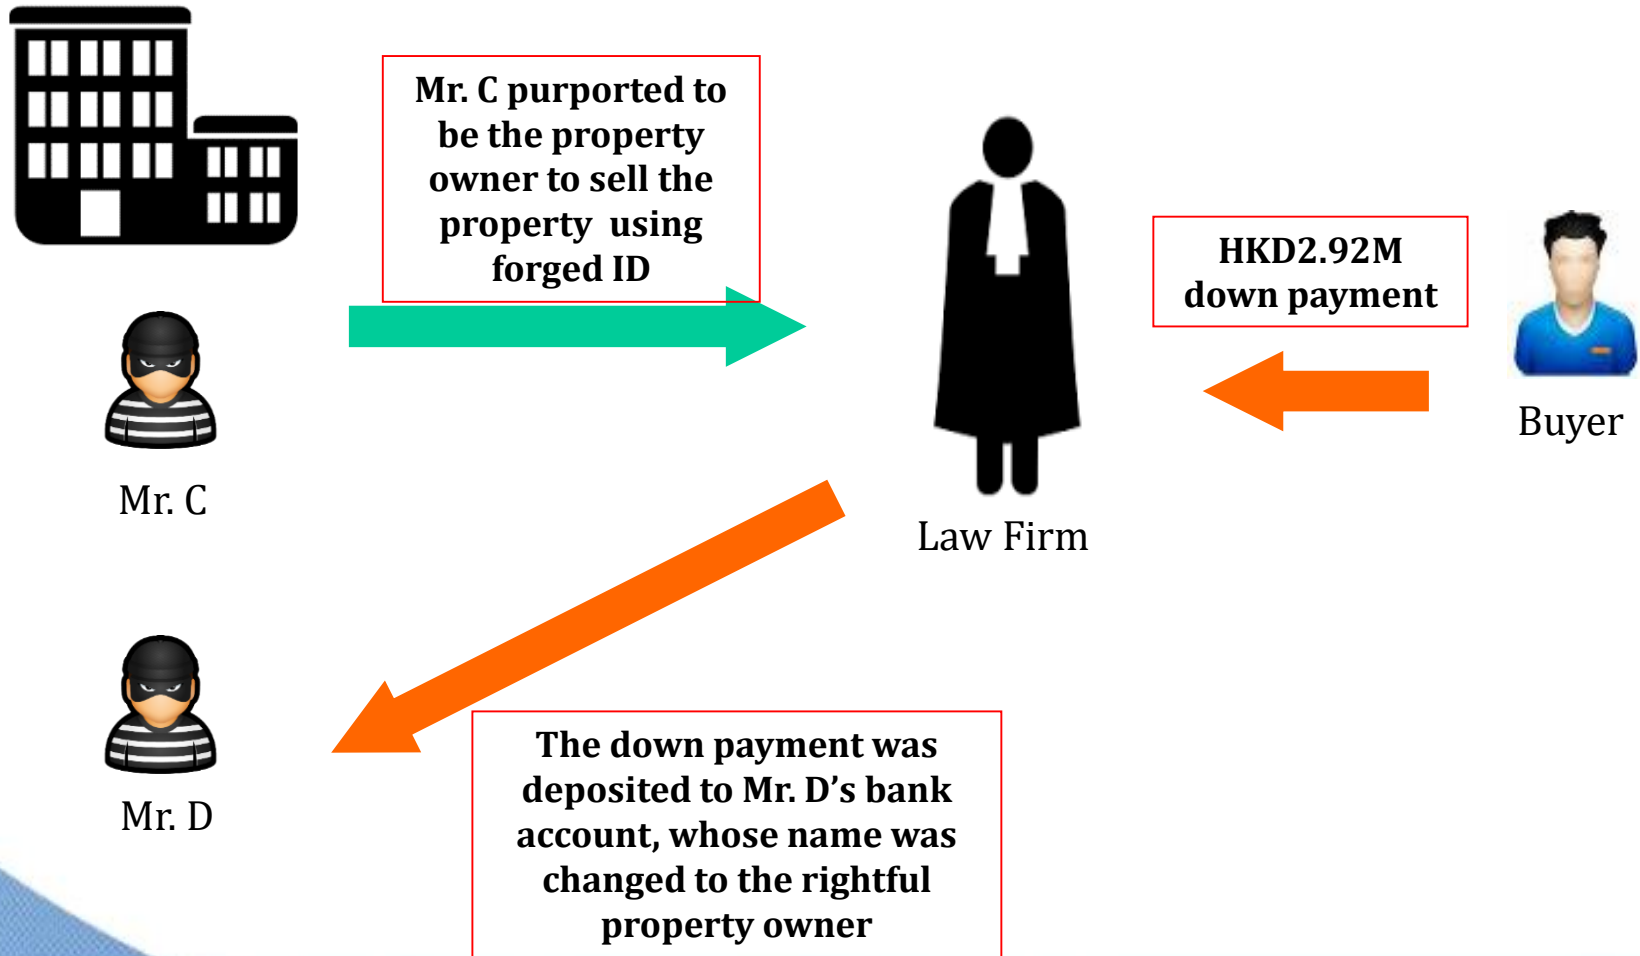 Mr. C purported to
be the property
owner to sell the
property using
forged ID
HKD2.92M
down payment
Buyer
Mr. C
Law Firm
Mr. D
The down payment was
deposited to Mr. D’s bank
account, whose name was
changed to the rightful
property owner